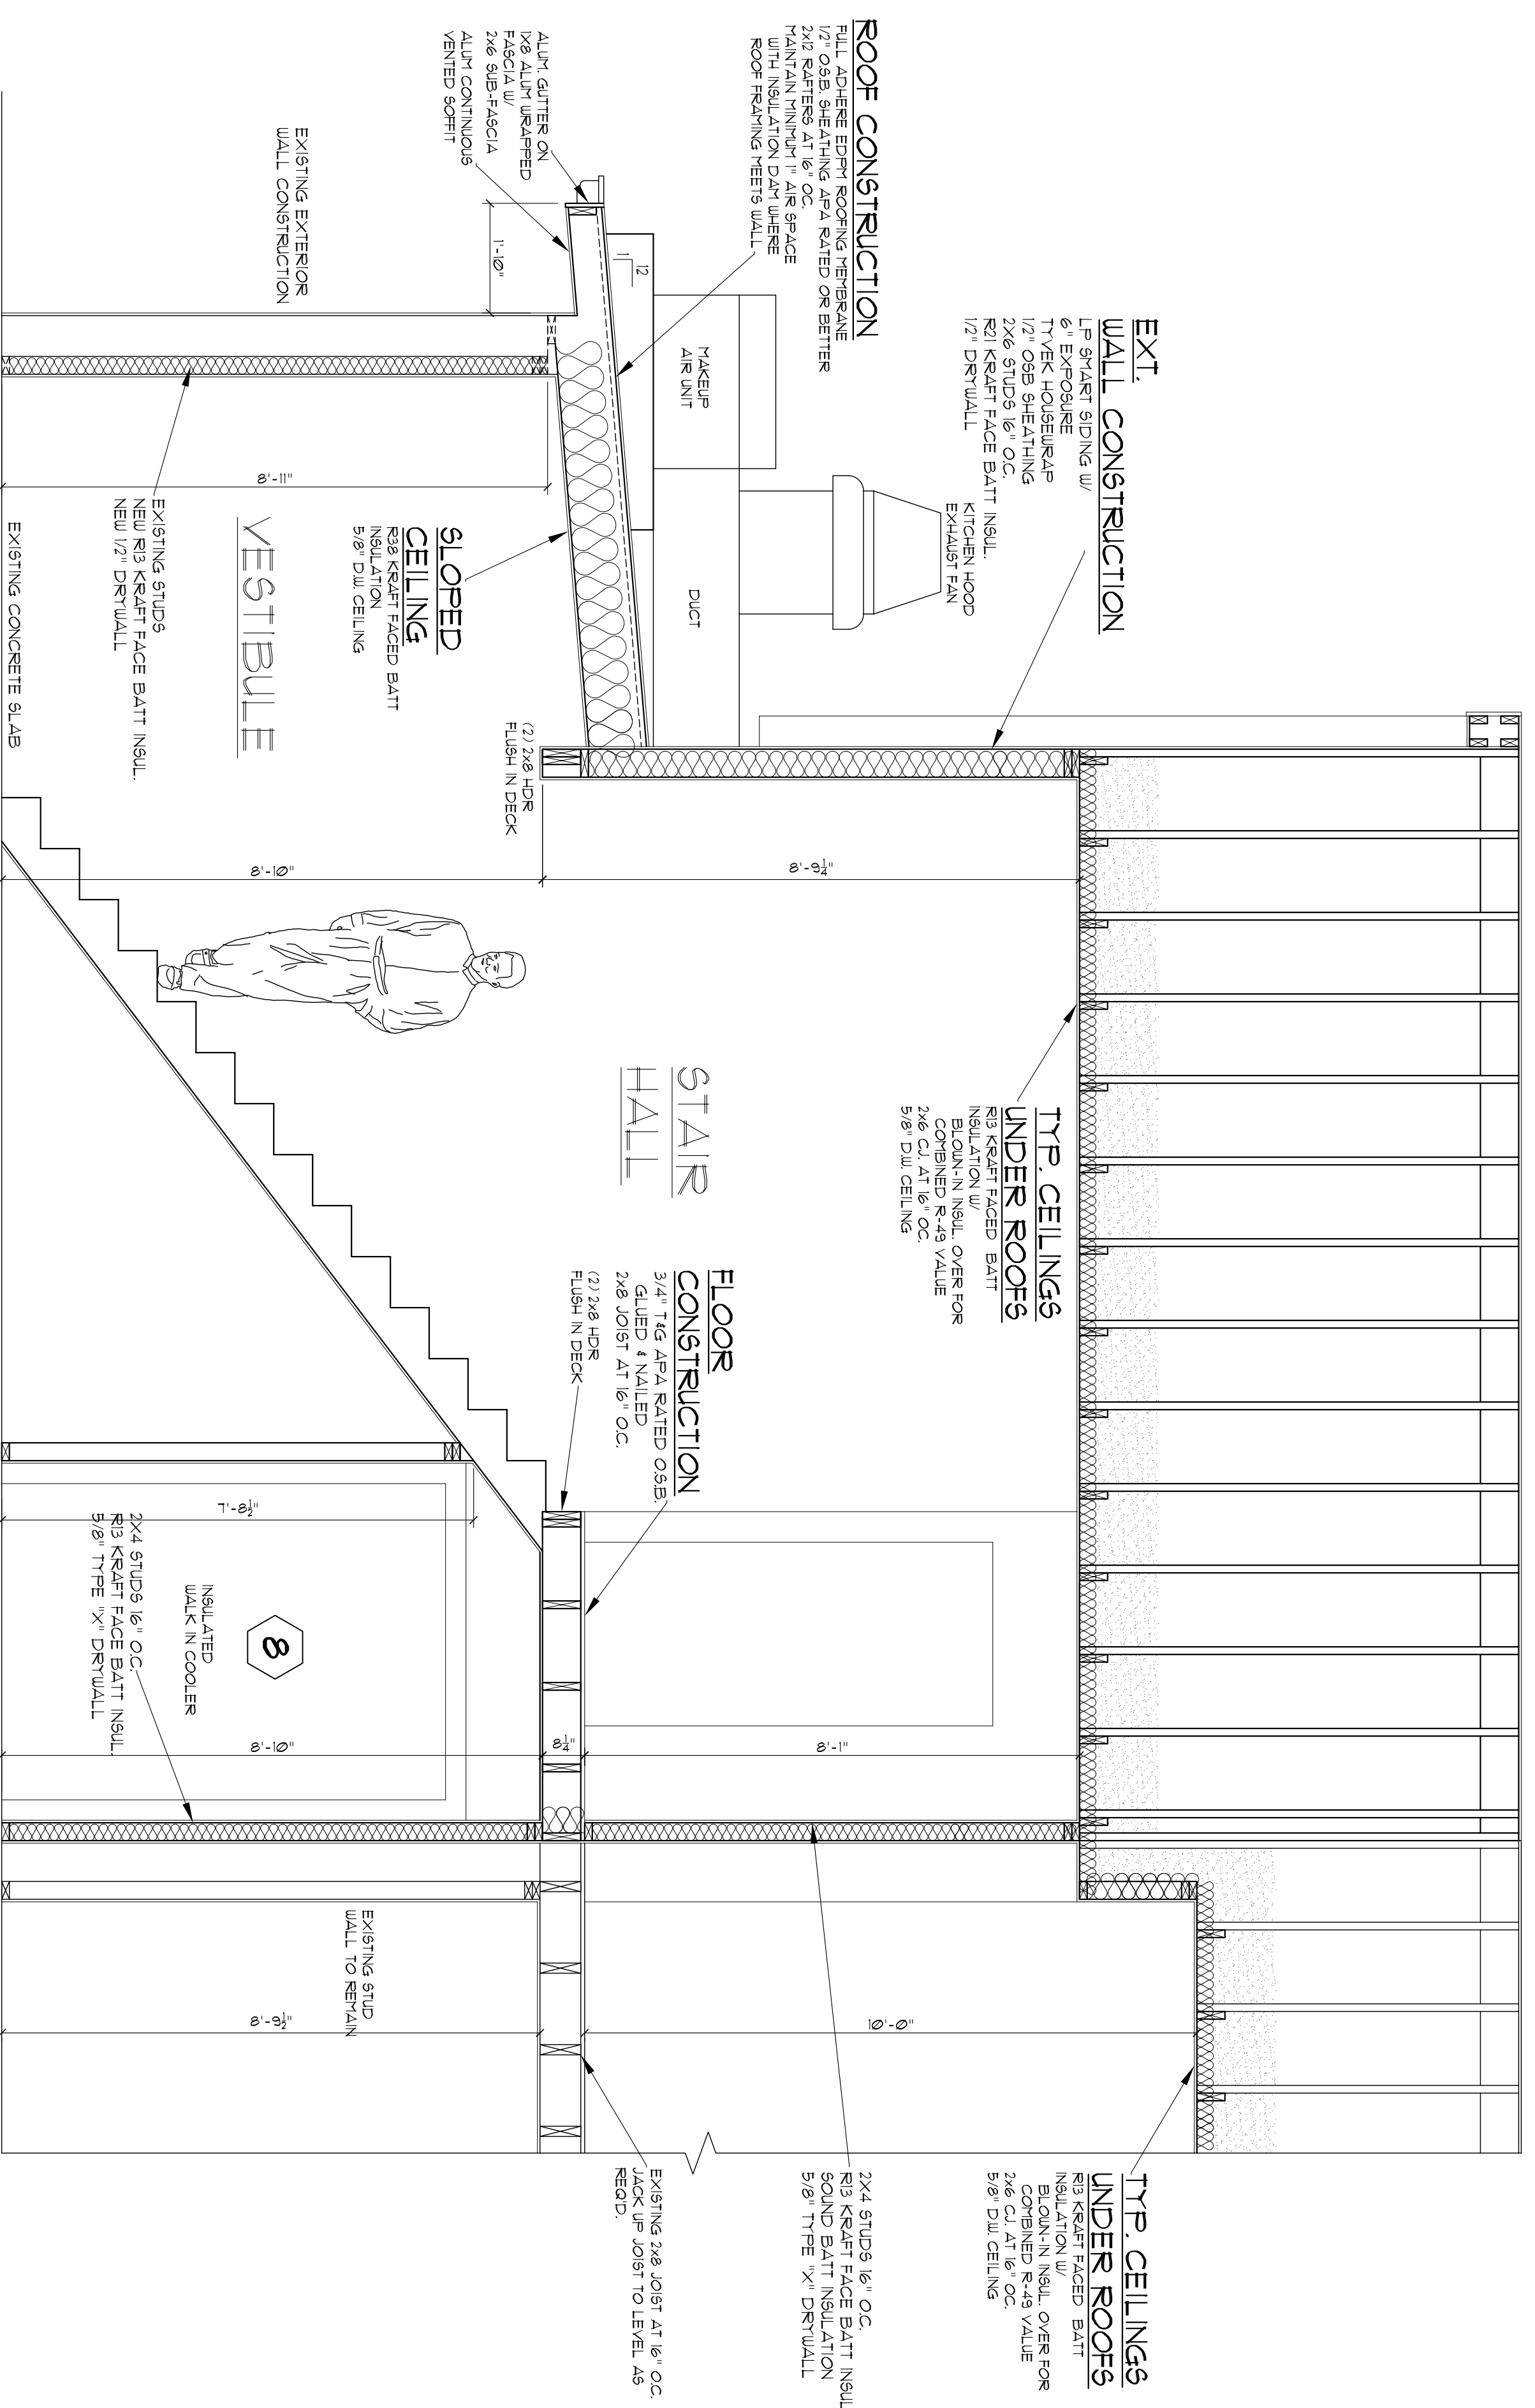 ROOF CONSTRUCTION
FULL ADHERE EDPM ROOFING MEMBRANE
1/2" O.S.B. SHEATHING APA RATED OR BETTER
2x12 RAFTERS AT 16" OC.
MAINTAIN MINIMUM 1" AIR SPACE
WITH INSULATION DAM WHERE
ROOF FRAMING MEETS WALL
ALUM. GUTTER ON
1X8 ALUM WRAPPED
FASCIA W/
2x6 SUB-FASCIA
ALUM CONTINUOUS
VENTED SOFFIT
1'-10"
12
1
EXISTING EXTERIOR
WALL CONSTRUCTION
EXT.
WALL CONSTRUCTION
LP SMART SIDING W/
6" EXPOSURE
TYVEK HOUSEWRAP
1/2" OSB SHEATHING
2X6 STUDS 16" O.C.
R21 KRAFT FACE BATT INSUL.
1/2" DRYWALL
MAKEUP
AIR UNIT
KITCHEN HOOD
EXHAUST FAN
DUCT
SLOPED
CEILING
R38 KRAFT FACED BATT
INSULATION
5/8" D.W. CEILING
8'-11"
VESTIBULE
EXISTING STUDS
NEW R13 KRAFT FACE BATT INSUL.
NEW 1/2" DRYWALL
EXISTING CONCRETE SLAB
(2) 2x8 HDR
FLUSH IN DECK
8'-9¼"
8'-10"
STAIR
HALL
TYP. CEILINGS
UNDER ROOFS
R13 KRAFT FACED BATT
INSULATION W/
BLOWN-IN INSUL. OVER FOR
COMBINED R-49 VALUE
2x6 CJ. AT 16" OC.
5/8" D.W. CEILING
FLOOR
CONSTRUCTION
3/4" T&G APA RATED O.S.B.
GLUED & NAILED
2x8 JOIST AT 16" O.C.
(2) 2x8 HDR
FLUSH IN DECK
7'-8½"
8
INSULATED
WALK IN COOLER
2X4 STUDS 16" O.C.
R13 KRAFT FACE BATT INSUL.
5/8" TYPE "X" DRYWALL
8'-1"
8¼"
8'-10"
EXISTING STUD
WALL TO REMAIN
10'-0"
8'-9½"
TYP. CEILINGS
UNDER ROOFS
R13 KRAFT FACED BATT
INSULATION W/
BLOWN-IN INSUL. OVER FOR
COMBINED R-49 VALUE
2x6 CJ. AT 16" OC.
5/8" D.W. CEILING
2X4 STUDS 16" O.C.
R13 KRAFT FACE BATT INSUL
SOUND BATT INSULATION
5/8" TYPE "X" DRYWALL
EXISTING 2x8 JOIST AT 16" O.C.
JACK UP JOIST TO LEVEL AS
REQ'D.